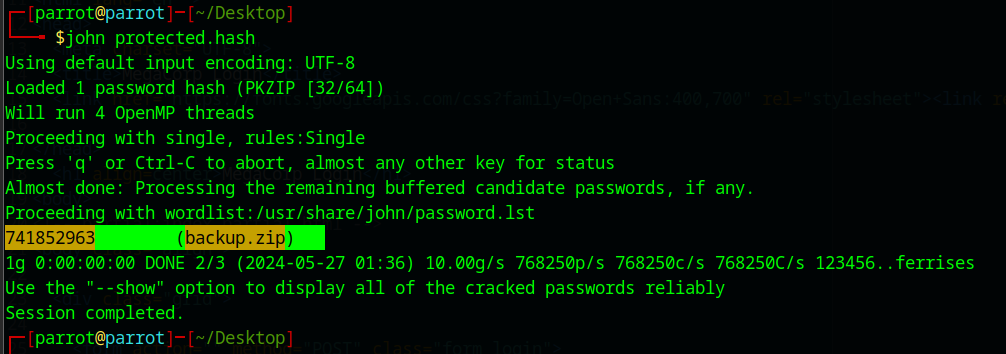 ┌─[parrot@parrot]─[~/Desktop]
└──╼ $john protected.hash
Using default input encoding: UTF-8
Loaded 1 password hash (PKZIP [32/64])
Will run 4 OpenMP threads
Proceeding with single, rules:Single
Press 'q' or Ctrl-C to abort, almost any other key for status
Almost done: Processing the remaining buffered candidate passwords, if any.
Proceeding with wordlist:/usr/share/john/password.lst
741852963        (backup.zip)
1g 0:00:00:00 DONE 2/3 (2024-05-27 01:36) 10.00g/s 768250p/s 768250c/s 768250C/s 123456..ferrises
Use the "--show" option to display all of the cracked passwords reliably
Session completed.
┌─[parrot@parrot]─[~/Desktop]